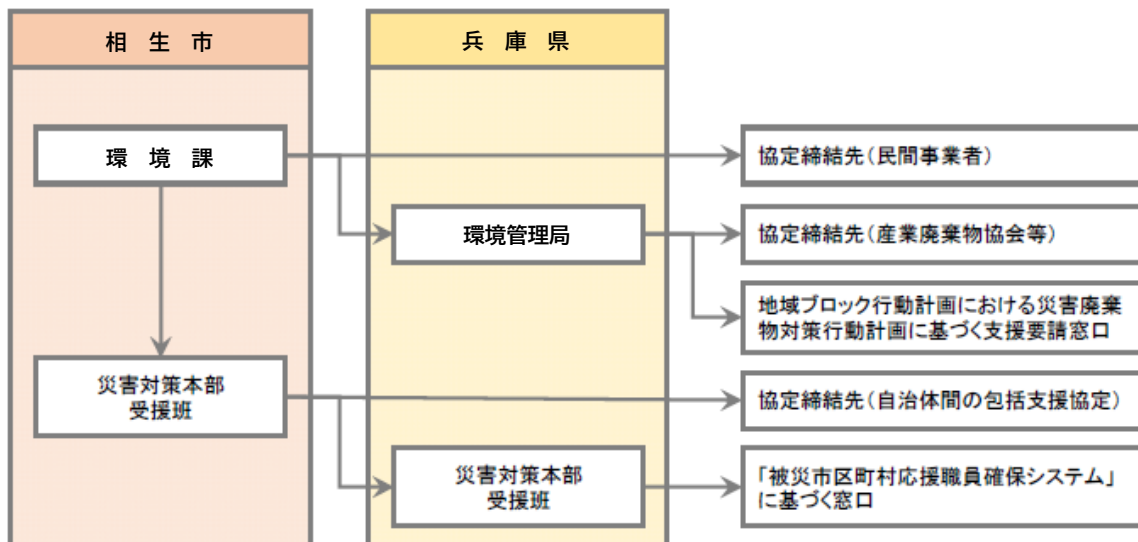 相 生 市
兵 庫 県
環 境 課
協定締結先（民間事業者）
環境管理局
協定締結先（産業廃棄物協会等）
地域ブロック行動計画における災害廃棄
物対策行動計画に基づく支援要請窓口
災害対策本部
受援班
協定締結先（自治体間の包括支援協定）
災害対策本部
受援班
「被災市区町村応援職員確保システム」
に基づく窓口